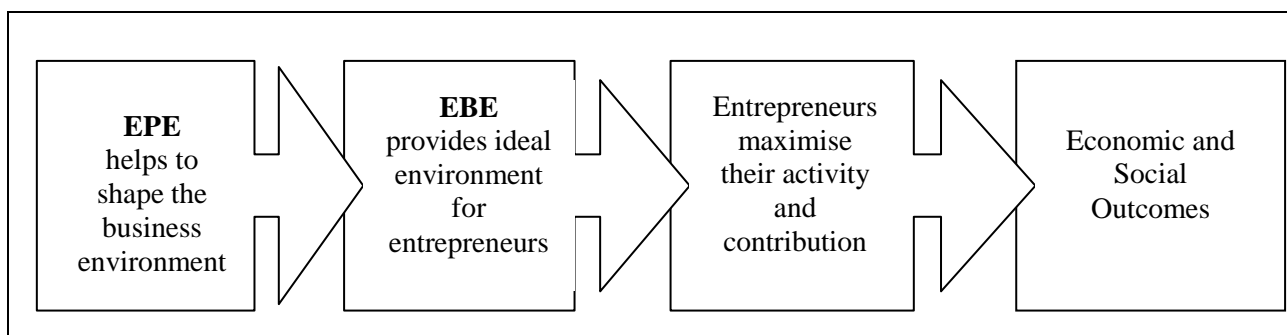 EPE
helps to
shape the
business
environment
EBE
provides ideal
environment
for
entrepreneurs
Entrepreneurs
maximise
their activity
and
contribution
Economic and
Social
Outcomes